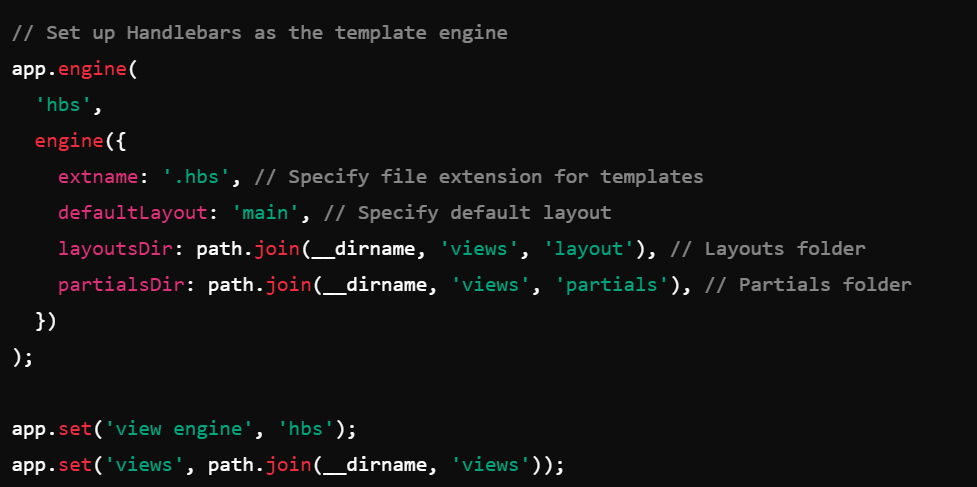 // Set up Handlebars as the template engine
app.engine(
  'hbs',
  engine({
    extname: '.hbs', // Specify file extension for templates
    defaultLayout: 'main', // Specify default layout
    layoutsDir: path.join(__dirname, 'views', 'layout'), // Layouts folder
    partialsDir: path.join(__dirname, 'views', 'partials'), // Partials folder
  })
);

app.set('view engine', 'hbs');
app.set('views', path.join(__dirname, 'views'));